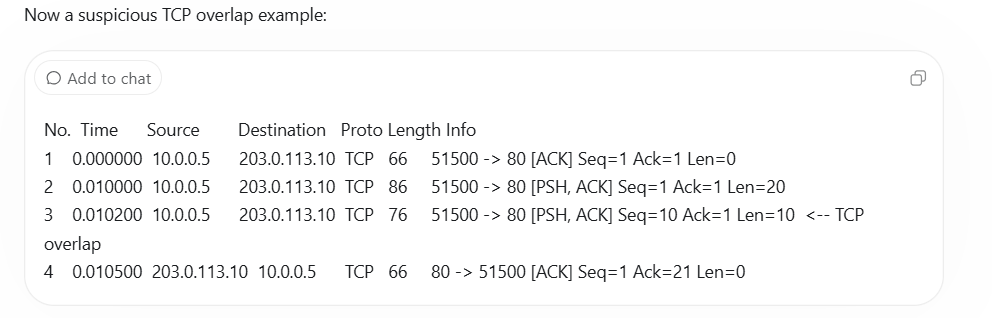 Now a suspicious TCP overlap example:
Add to chat
No. Time Source Destination Proto Length Info
1 0.000000 10.0.0.5 203.0.113.10 TCP 66 51500 -> 80 [ACK] Seq=1 Ack=1 Len=0
2 0.010000 10.0.0.5 203.0.113.10 TCP 86 51500 -> 80 [PSH, ACK] Seq=1 Ack=1 Len=20
3 0.010200 10.0.0.5 203.0.113.10 TCP 76 51500 -> 80 [PSH, ACK] Seq=10 Ack=1 Len=10 <-- TCP
overlap
4 0.010500 203.0.113.10 10.0.0.5 TCP 66 80 -> 51500 [ACK] Seq=1 Ack=21 Len=0